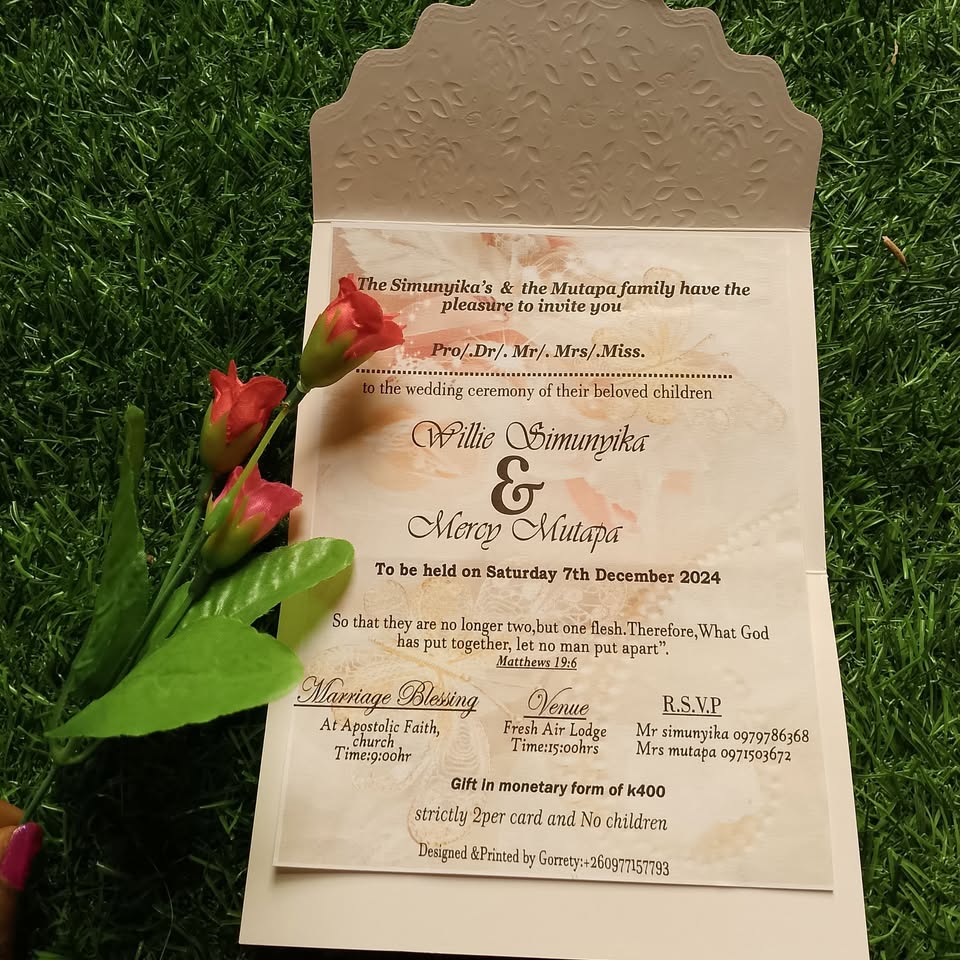 The Simunyika's & the Mutapa family have the
pleasure to invite you
Pro/.Dr/. Mr/. Mrs/.Miss.
to the wedding ceremony of their beloved children
Willie Simunyika
&
Mercy Mutapa
To be held on Saturday 7th December 2024
So that they are no longer two,but one flesh.Therefore,What God
has put together, let no man put apart”.
Matthews 19:6
Marriage Blessing
At Apostolic Faith,
church
Time:9:00hr
Venue
Fresh Air Lodge
Time:15:00hrs
R.S.V.P
Mr simunyika 0979786368
Mrs mutapa 0971503672
Gift in monetary form of k400
strictly 2per card and No children
Designed &Printed by Gorrety:+260977157793